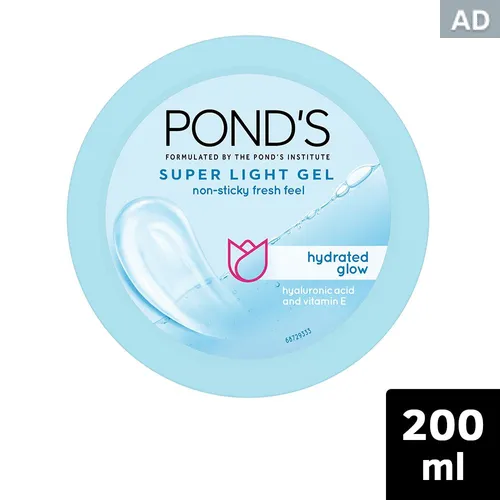 AD
POND'S
FORMULATED BY THE POND'S INSTITUTE
SUPER LIGHT GEL
non-sticky fresh feel
hydrated
glow
hyaluronic acid
and vitamin E
68729333
200
ml